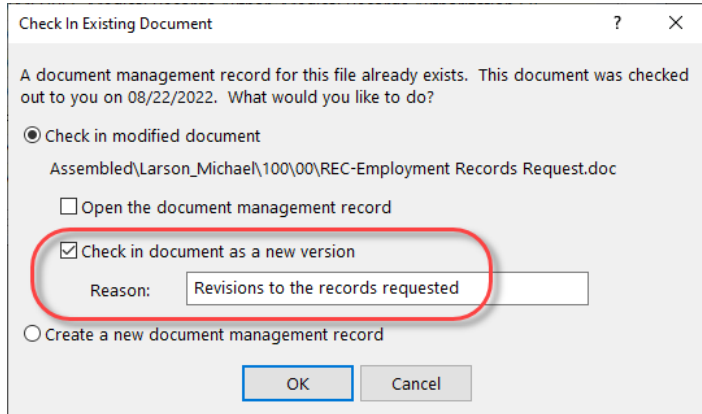 Check In Existing Document ? ×
A document management record for this file already exists. This document was checked
out to you on 08/22/2022. What would you like to do?
Check in modified document
Assembled\Larson_Michael\100\00\REC-Employment Records Request.doc
Open the document management record
Check in document as a new version
Reason: Revisions to the records requested
Create a new document management record
OK Cancel